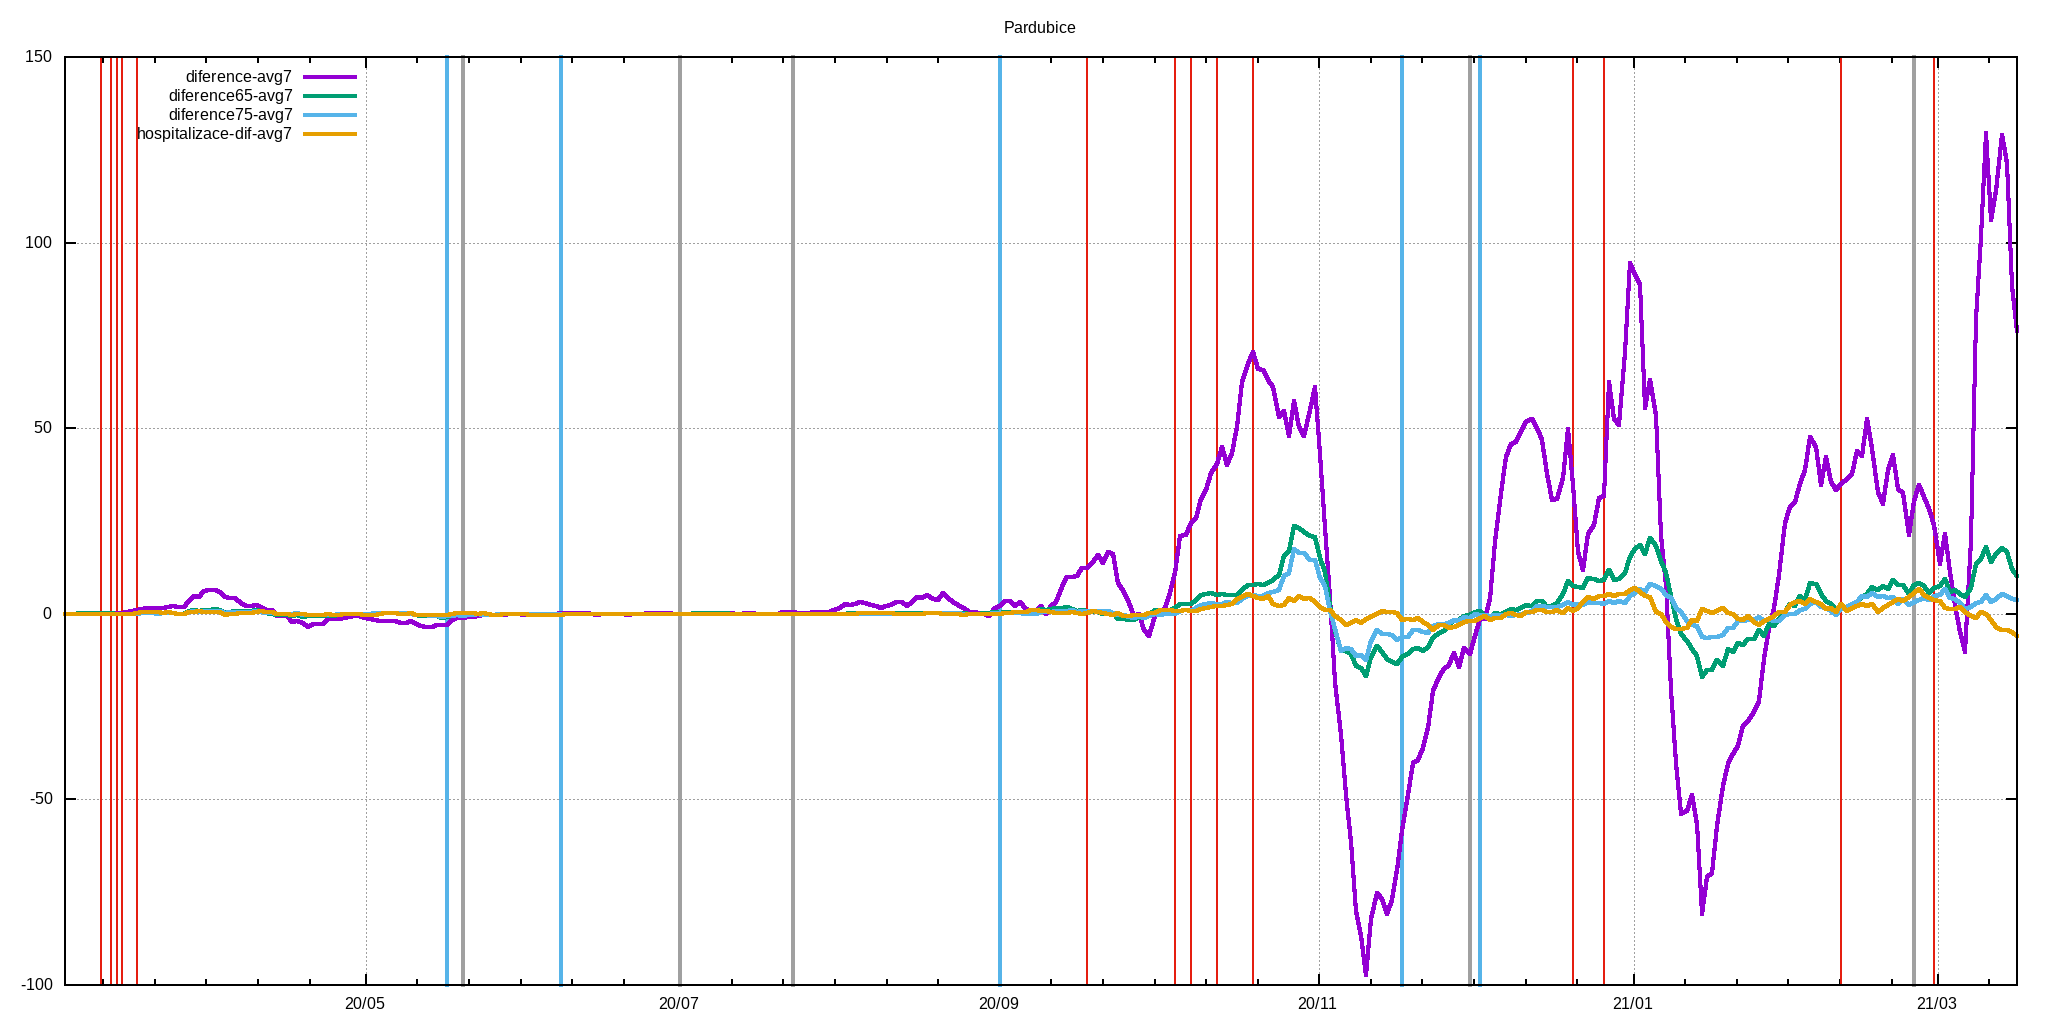 Pardubice
150
100
50
0
-50
-100
diference-avg7
diference65-avg7
diference75-avg7
hospitalizace-dif-avg7
20/05 20/07 20/09 20/11 21/01 21/03